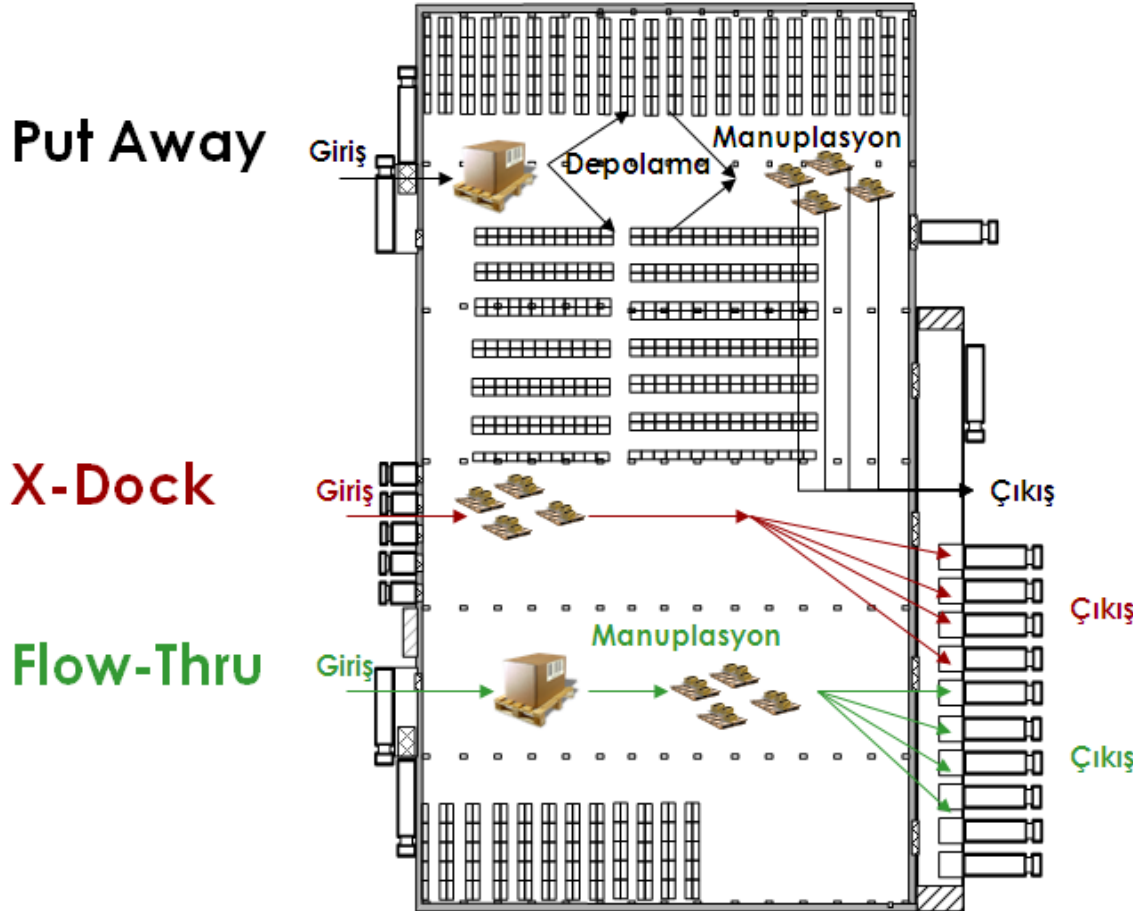 Put Away
Giriş
Depolama
Manuplasyon
X-Dock
Giriş
Çıkış
Çıkış
Flow-Thru
Giriş
Manuplasyon
Çıkış